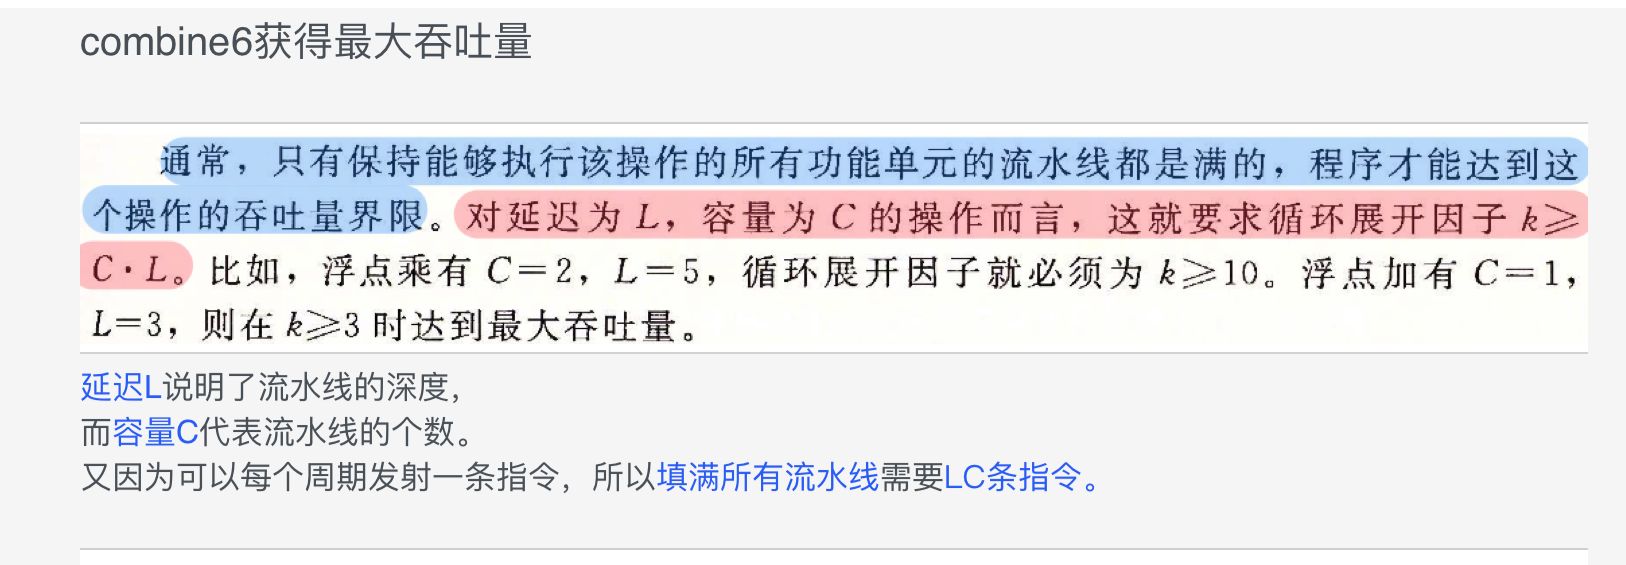 combine6获得最大吞吐量
通常，只有保持能够执行该操作的所有功能单元的流水线都是满的，程序才能达到这
个操作的吞吐量界限。对延迟为 L，容量为 C 的操作而言，这就要求循环展开因子 k≥
C·L。比如，浮点乘有 C=2，L=5，循环展开因子就必须为 k≥10。浮点加有 C=1，
L=3，则在 k≥3 时达到最大吞吐量。
延迟L说明了流水线的深度，
而容量C代表流水线的个数。
又因为可以每个周期发射一条指令，所以填满所有流水线需要LC条指令。